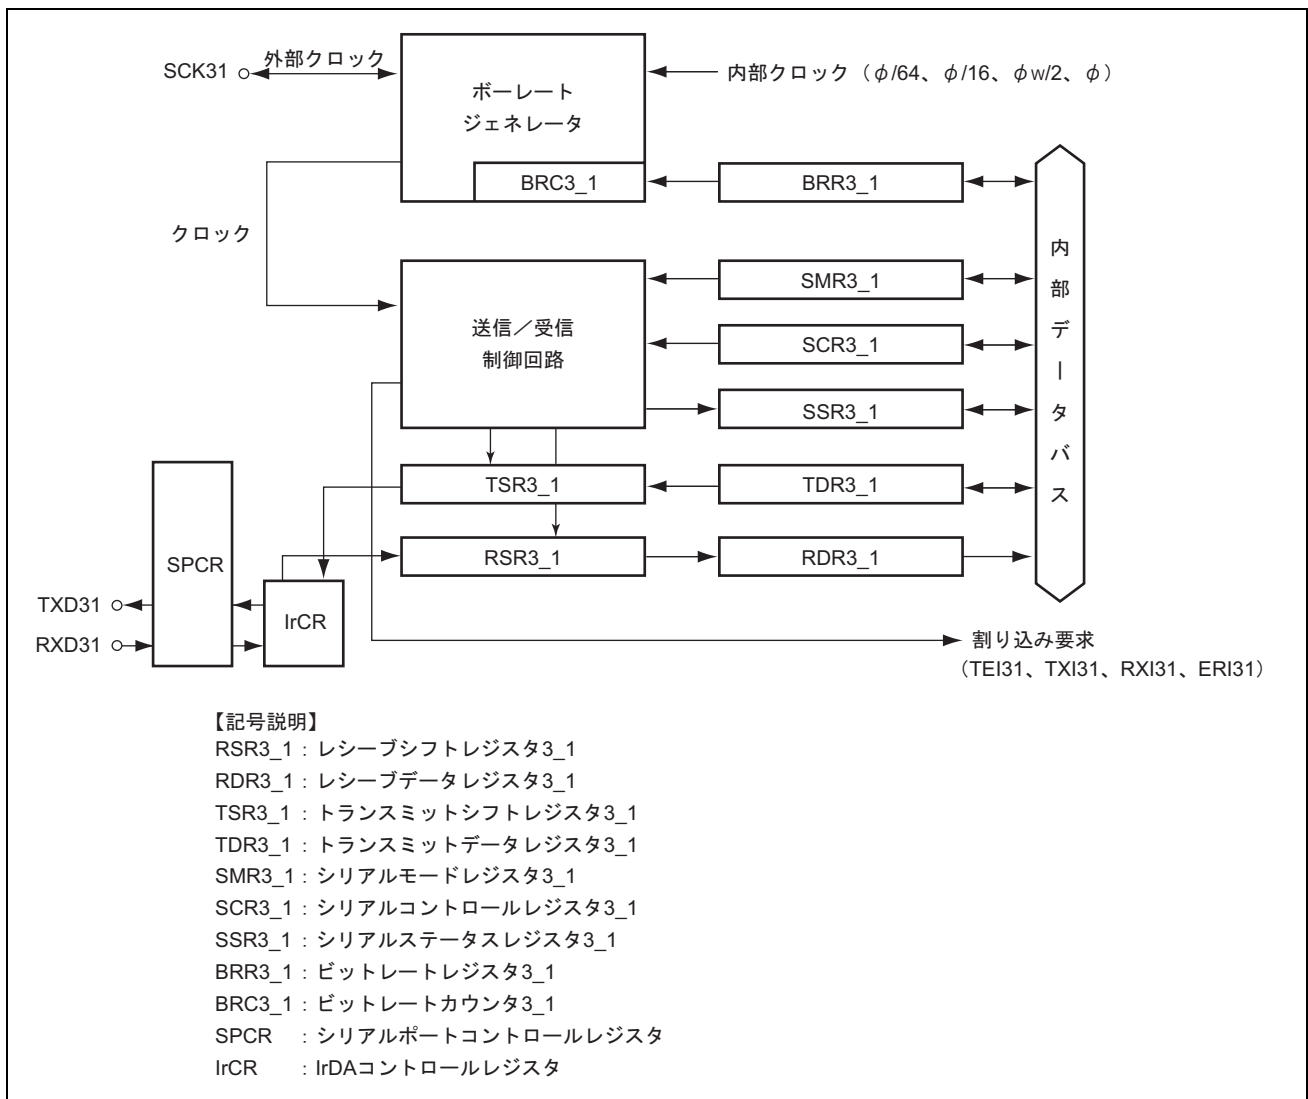 SCK31
外部クロック
ボーレート
ジェネレータ
内部クロック（φ/64、φ/16、φw/2、φ）
BRC3_1
BRR3_1
クロック
送信／受信
制御回路
SMR3_1
SCR3_1
SSR3_1
TSR3_1
TDR3_1
RSR3_1
RDR3_1
内部データバス
SPCR
IrCR
TXD31
RXD31
割り込み要求
（TEI31、TXI31、RXI31、ERI31）
【記号説明】
RSR3_1：レシーブシフトレジスタ3_1
RDR3_1：レシーブデータレジスタ3_1
TSR3_1：トランスミットシフトレジスタ3_1
TDR3_1：トランスミットデータレジスタ3_1
SMR3_1：シリアルモードレジスタ3_1
SCR3_1：シリアルコントロールレジスタ3_1
SSR3_1：シリアルステータスレジスタ3_1
BRR3_1：ビットレートレジスタ3_1
BRC3_1：ビットレートカウンタ3_1
SPCR ：シリアルポートコントロールレジスタ
IrCR ：IrDAコントロールレジスタ